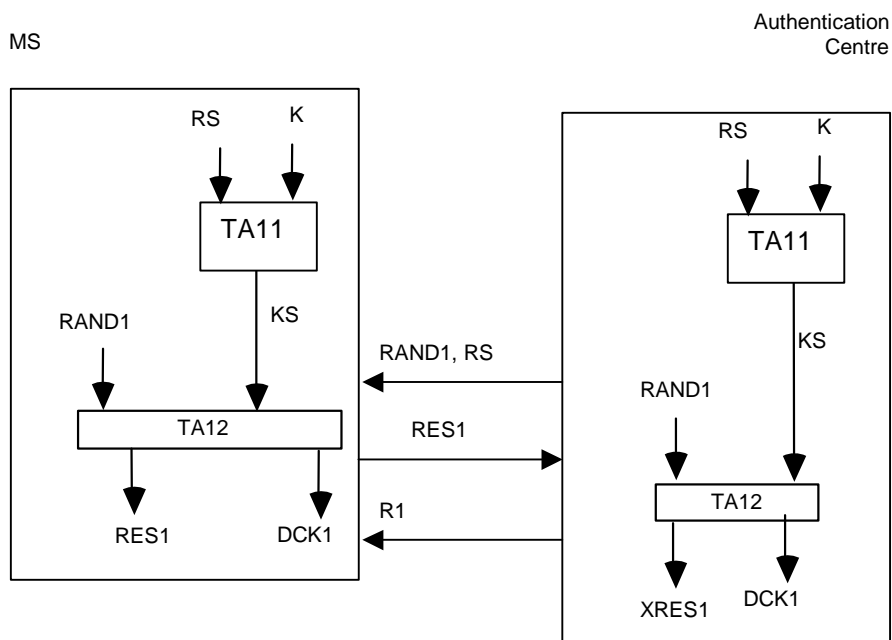 MS
Authentication
Centre
RS
K
TA11
KS
RAND1
TA12
RES1
DCK1
RAND1, RS
RES1
R1
RS
K
TA11
KS
RAND1
TA12
XRES1
DCK1